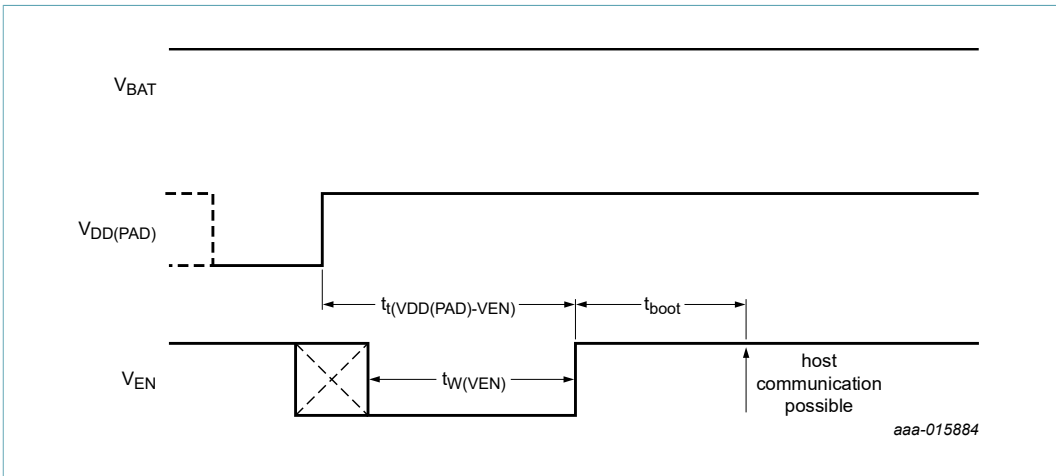 VBAT
VDD(PAD)
tt(VDD(PAD)-VEN)
tboot
VEN
tW(VEN)
host
communication
possible
aaa-015884